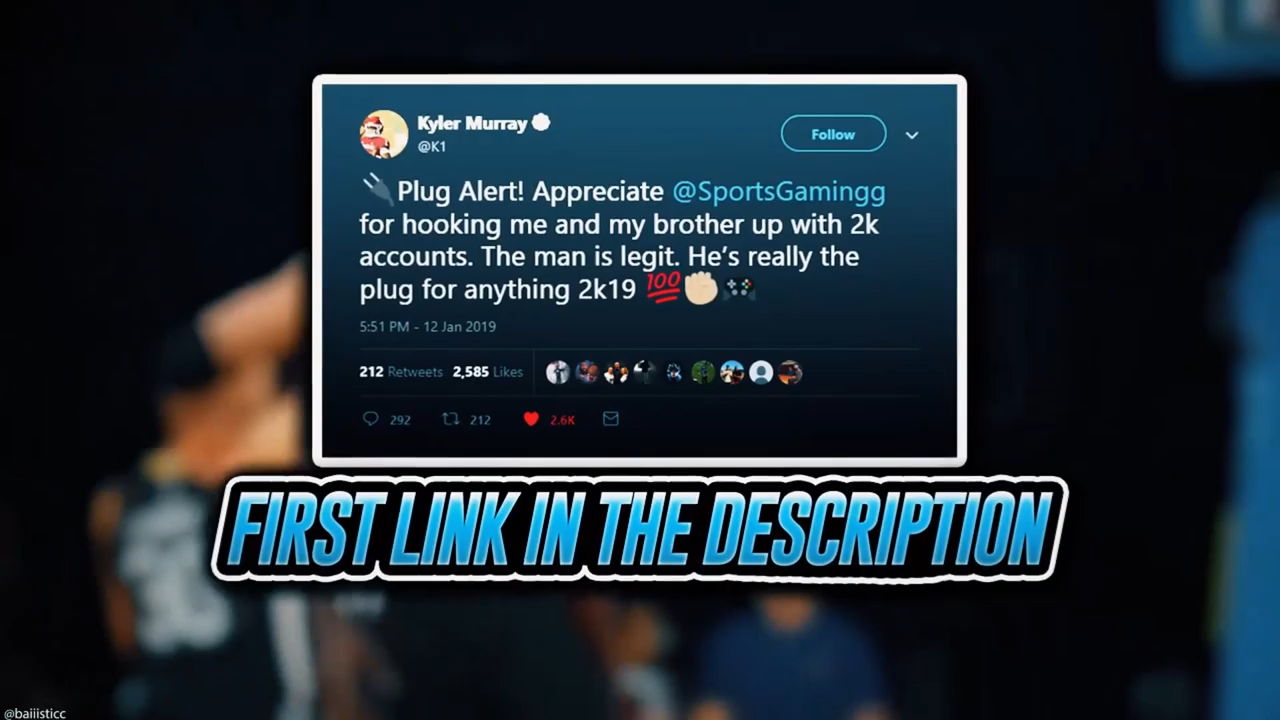 Kyler Murray
@K1
Follow
🔌Plug Alert! Appreciate @SportsGamingg
for hooking me and my brother up with 2k
accounts. The man is legit. He’s really the
plug for anything 2k19 💯✊🏼🎮
5:51 PM - 12 Jan 2019
212 Retweets 2,585 Likes
292 212 2.6K
FIRST LINK IN THE DESCRIPTION
@baiiisticc